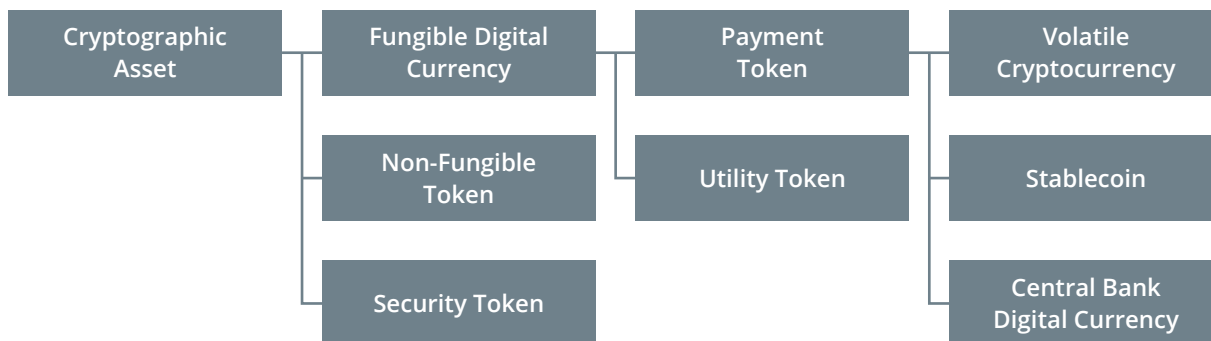 Cryptographic
Asset
Fungible Digital
Currency
Payment
Token
Volatile
Cryptocurrency
Non-Fungible
Token
Utility Token
Stablecoin
Security Token
Central Bank
Digital Currency